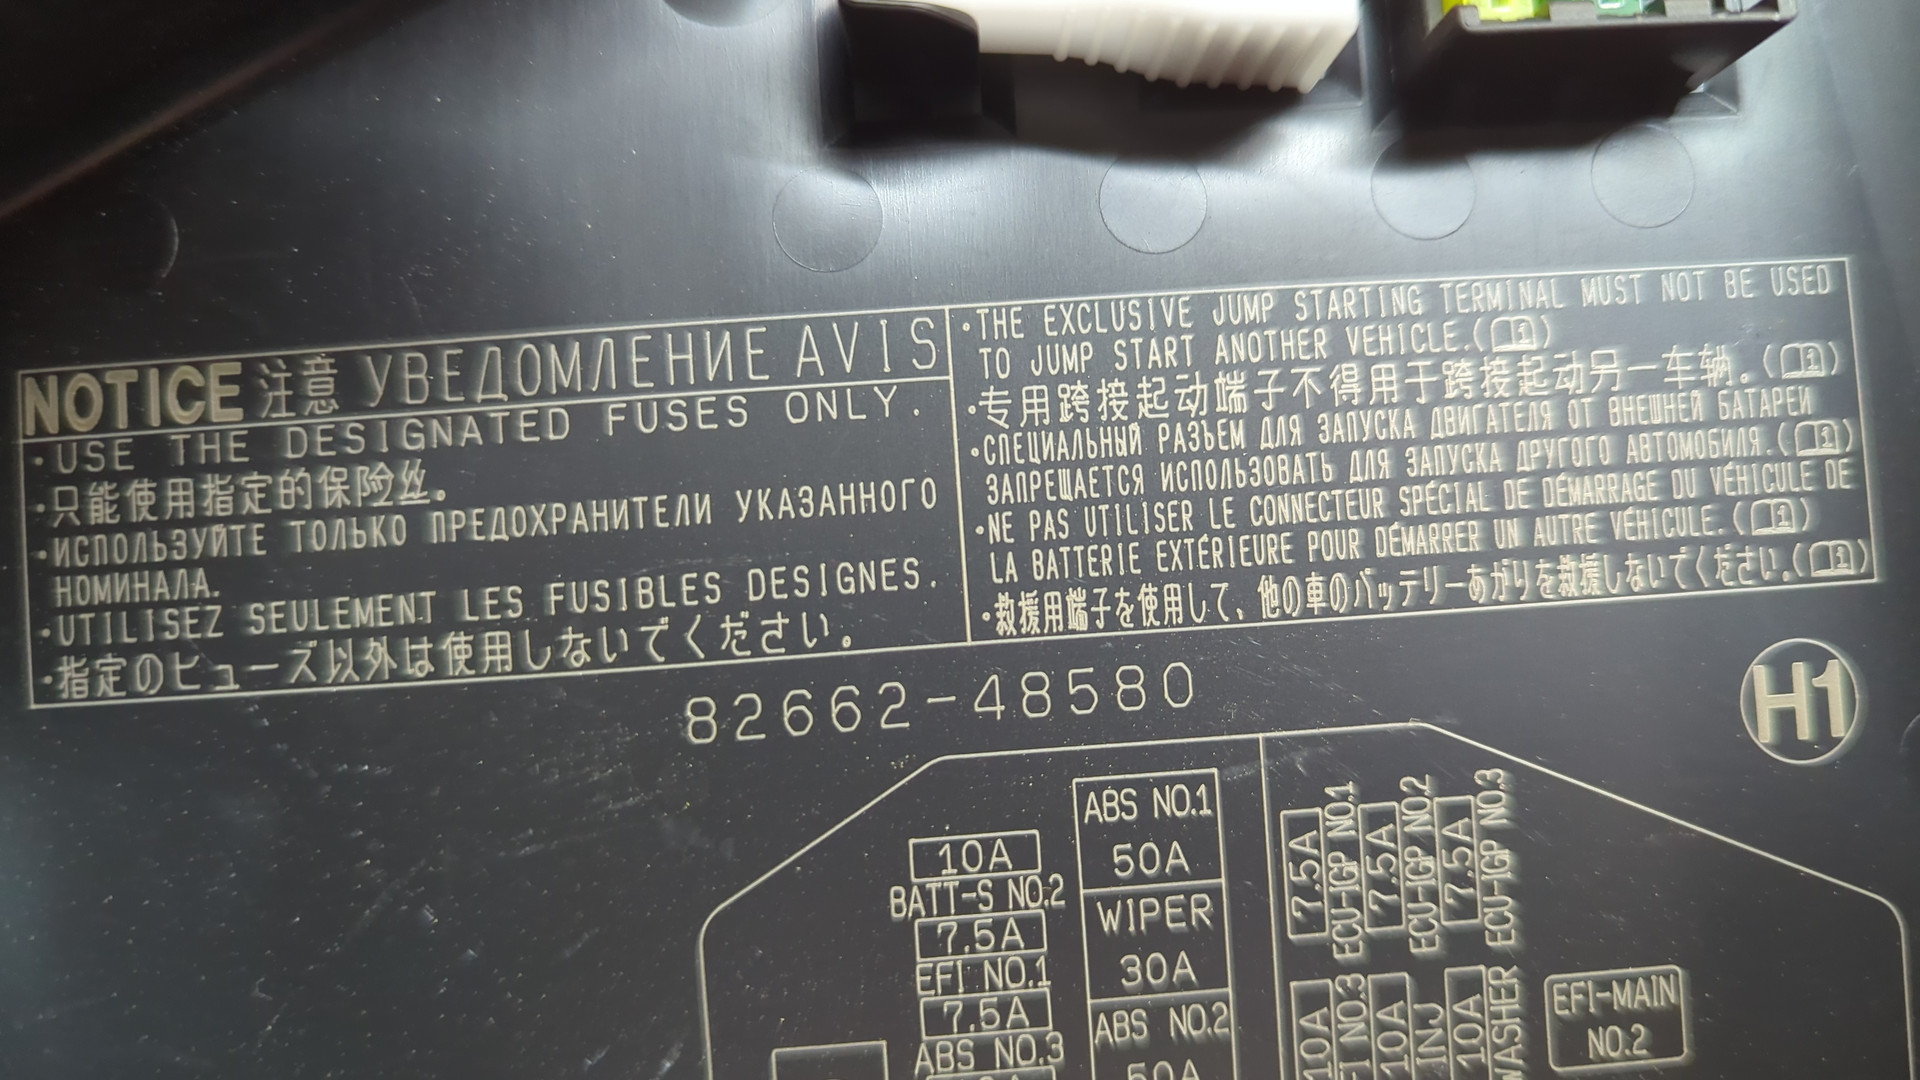 NOTICE 注意 УВЕДОМЛЕНИЕ AVIS
·USE THE DESIGNATED FUSES ONLY.
·只能使用指定的保险丝。
·ИСПОЛЬЗУЙТЕ ТОЛЬКО ПРЕДОХРАНИТЕЛИ УКАЗАННОГО
НОМИНАЛА.
·UTILISEZ SEULEMENT LES FUSIBLES DESIGNES.
·指定のヒューズ以外は使用しないでください。
·THE EXCLUSIVE JUMP STARTING TERMINAL MUST NOT BE USED
TO JUMP START ANOTHER VEHICLE.(i)
·专用跨接起动端子不得用于跨接起动另一车辆。(i)
·СПЕЦИАЛЬНЫЙ РАЗЪЕМ ДЛЯ ЗАПУСКА ДВИГАТЕЛЯ ОТ ВНЕШНЕЙ БАТАРЕИ
ЗАПРЕЩАЕТСЯ ИСПОЛЬЗОВАТЬ ДЛЯ ЗАПУСКА ДРУГОГО АВТОМОБИЛЯ.(i)
·NE PAS UTILISER LE CONNECTEUR SPÉCIAL DE DÉMARRAGE DU VÉHICULE DE
LA BATTERIE EXTÉRIEURE POUR DÉMARRER UN AUTRE VÉHICULE.(i)
·救援用端子を使用して、他の車のバッテリーあがりを救援しないでください。(i)
82662-48580
H1
10A
BATT-S NO.2
7.5A
EFI NO.1
7.5A
ABS NO.3
ABS NO.1
50A
WIPER
30A
ABS NO.2
50A
7.5A
ECU-IGP NO.1
7.5A
ECU-IGP NO.2
7.5A
ECU-IGP NO.3
10A
NO.3
10A
INJ
10A
WASHER
EFI-MAIN
NO.2